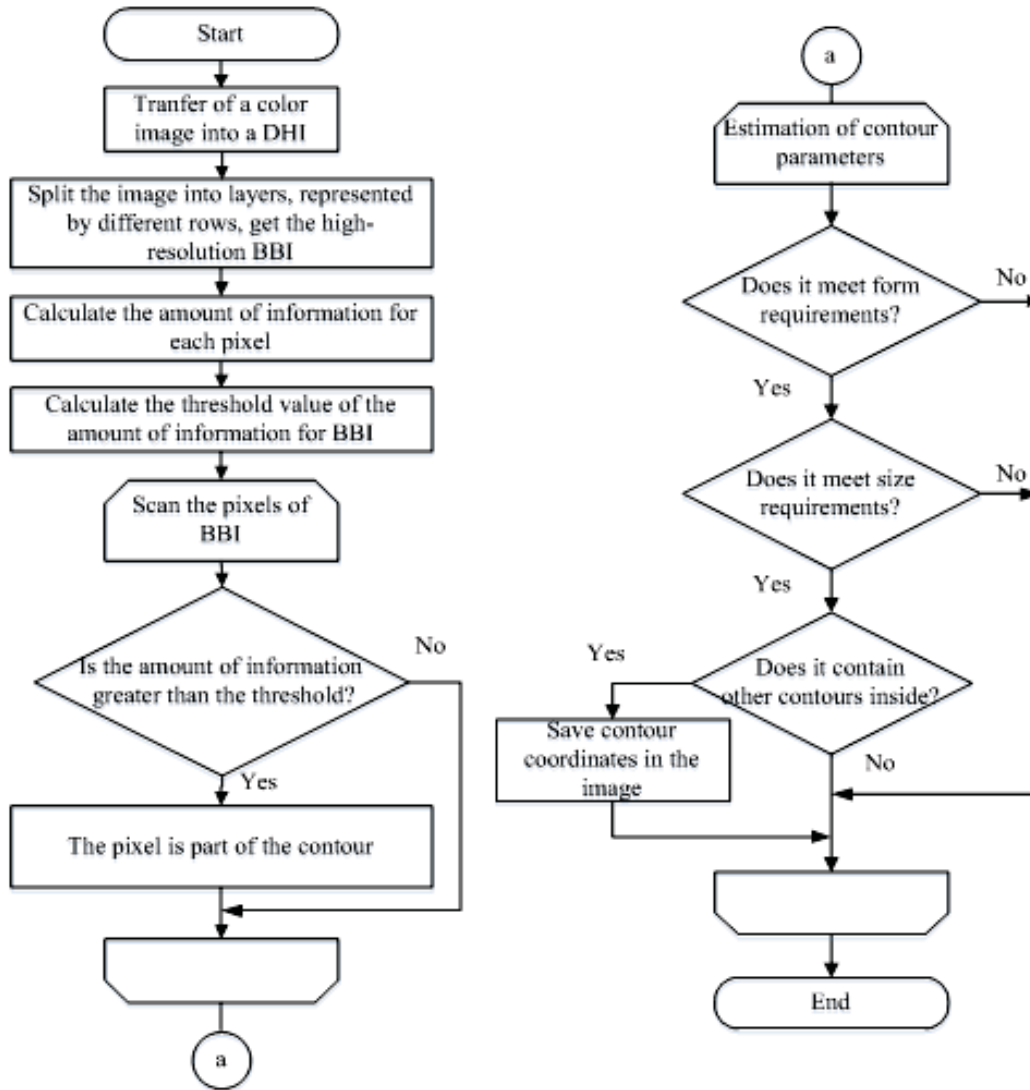 Start
Tranfer of a color
image into a DHI
Split the image into layers, represented
by different rows, get the high-
resolution BBI
Calculate the amount of information for
each pixel
Calculate the threshold value of the
amount of information for BBI
Scan the pixels of
BBI
Is the amount of information
greater than the threshold?
No
Yes
The pixel is part of the contour
a
a
Estimation of contour
parameters
Does it meet form
requirements?
No
Yes
Does it meet size
requirements?
No
Yes
Does it contain
other contours inside?
Yes
Save contour
coordinates in the
image
No
End